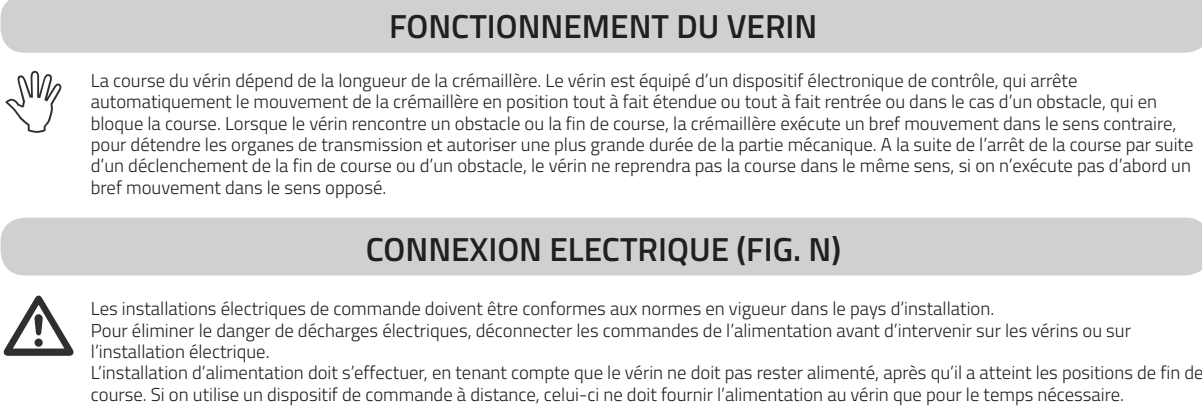 FONCTIONNEMENT DU VERIN
La course du vérin dépend de la longueur de la crémaillère. Le vérin est équipé d'un dispositif électronique de contrôle, qui arrête
automatiquement le mouvement de la crémaillère en position tout à fait étendue ou tout à fait rentrée ou dans le cas d'un obstacle, qui en
bloque la course. Lorsque le vérin rencontre un obstacle ou la fin de course, la crémaillère exécute un bref mouvement dans le sens contraire,
pour détendre les organes de transmission et autoriser une plus grande durée de la partie mécanique. A la suite de l'arrêt de la course par suite
d'un déclenchement de la fin de course ou d'un obstacle, le vérin ne reprendra pas la course dans le même sens, si on n'exécute pas d'abord un
bref mouvement dans le sens opposé.
CONNEXION ELECTRIQUE (FIG. N)
Les installations électriques de commande doivent être conformes aux normes en vigueur dans le pays d'installation.
Pour éliminer le danger de décharges électriques, déconnecter les commandes de l'alimentation avant d'intervenir sur les vérins ou sur
l'installation électrique.
L'installation d'alimentation doit s'effectuer, en tenant compte que le vérin ne doit pas rester alimenté, après qu'il a atteint les positions de fin de
course. Si on utilise un dispositif de commande à distance, celui-ci ne doit fournir l'alimentation au vérin que pour le temps nécessaire.